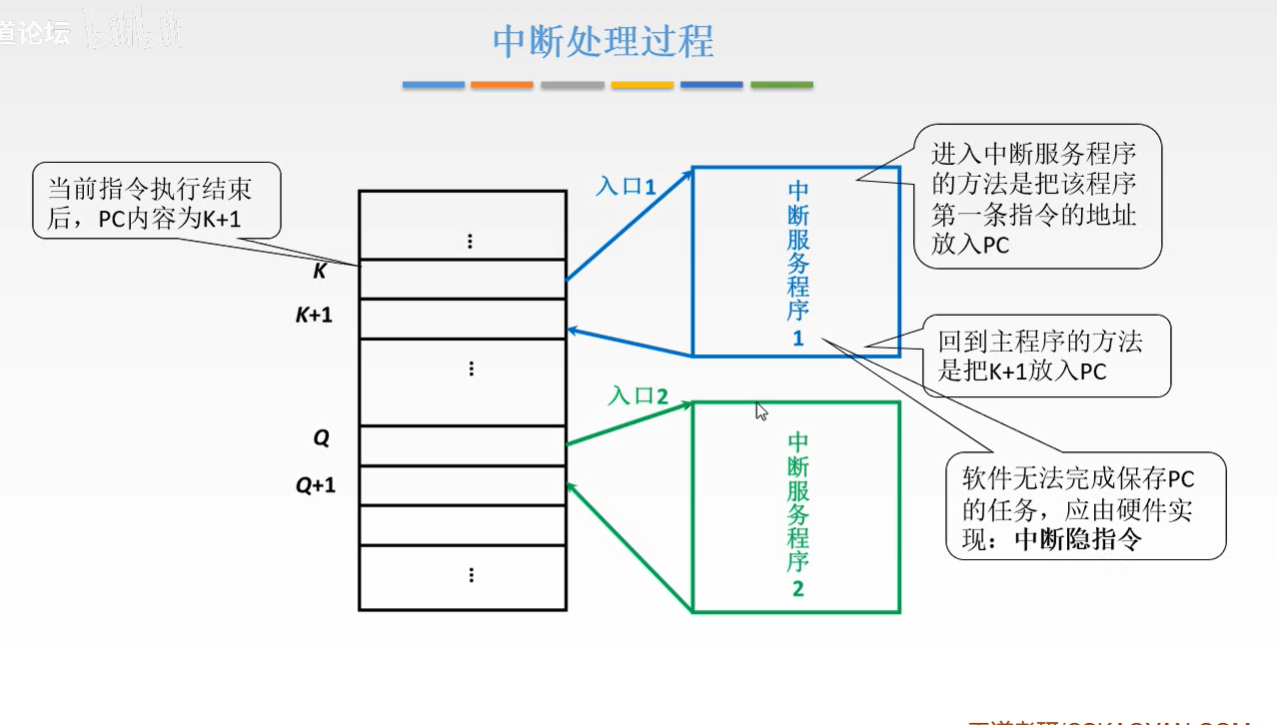 道论坛
中断处理过程
当前指令执行结束
后，PC内容为K+1
K
K+1
Q
Q+1
入口1
中断服务程序1
入口2
中断服务程序2
进入中断服务程序
的方法是把该程序
第一条指令的地址
放入PC
回到主程序的方法
是把K+1放入PC
软件无法完成保存PC
的任务，应由硬件实
现：中断隐指令